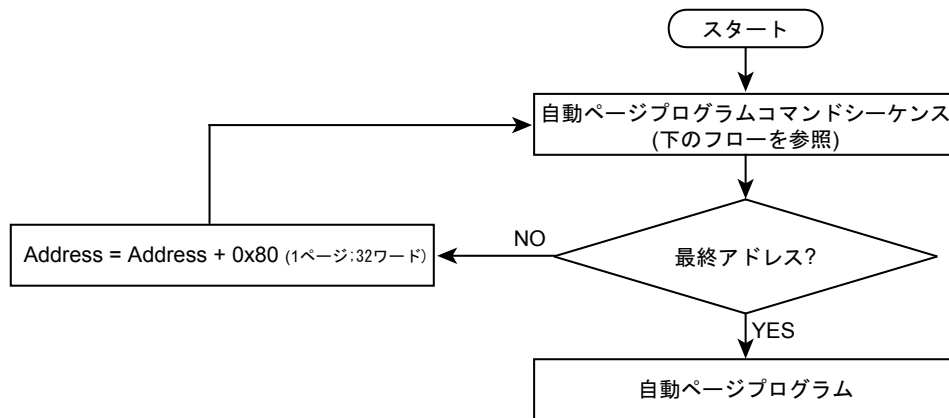 スタート
自動ページプログラムコマンドシーケンス
(下のフローを参照)
Address = Address + 0x80 (1ページ;32ワード)
NO
最終アドレス?
YES
自動ページプログラム